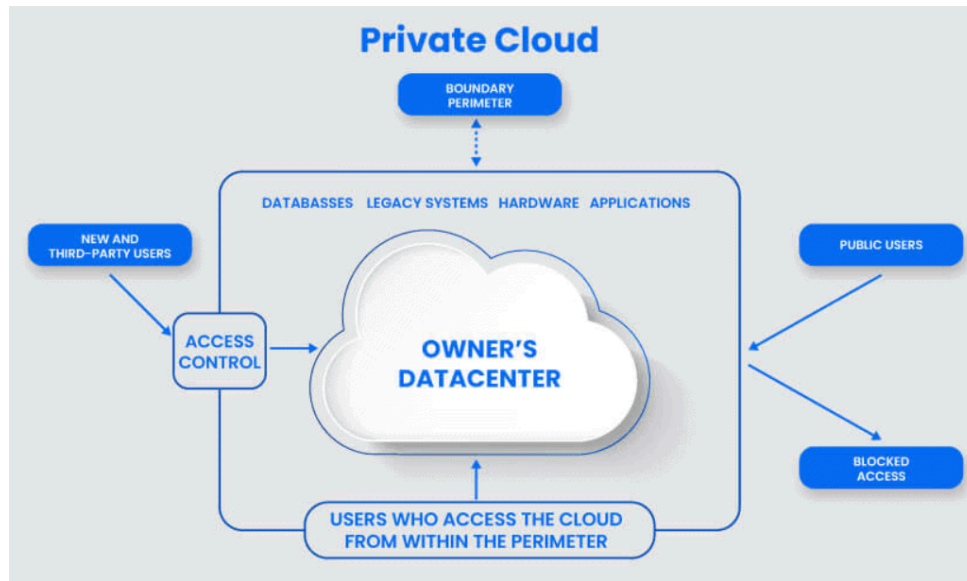 Private Cloud
BOUNDARY
PERIMETER
DATABASSES LEGACY SYSTEMS HARDWARE APPLICATIONS
NEW AND
THIRD-PARTY USERS
PUBLIC USERS
ACCESS
CONTROL
OWNER'S
DATACENTER
BLOCKED
ACCESS
USERS WHO ACCESS THE CLOUD
FROM WITHIN THE PERIMETER